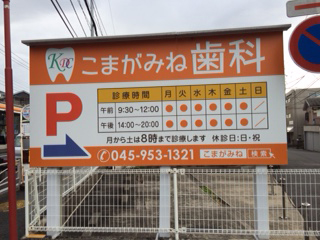 KDC
こまがみね歯科
P
診療時間 月 火 水 木 金 土 日
午前 9:30~12:00 ● ● ● ● ● ● /
午後 14:00~20:00 ● ● ● ● ● ● /
月から土は8時まで診療します 休診日:日・祝
045-953-1321 こまがみね 検索